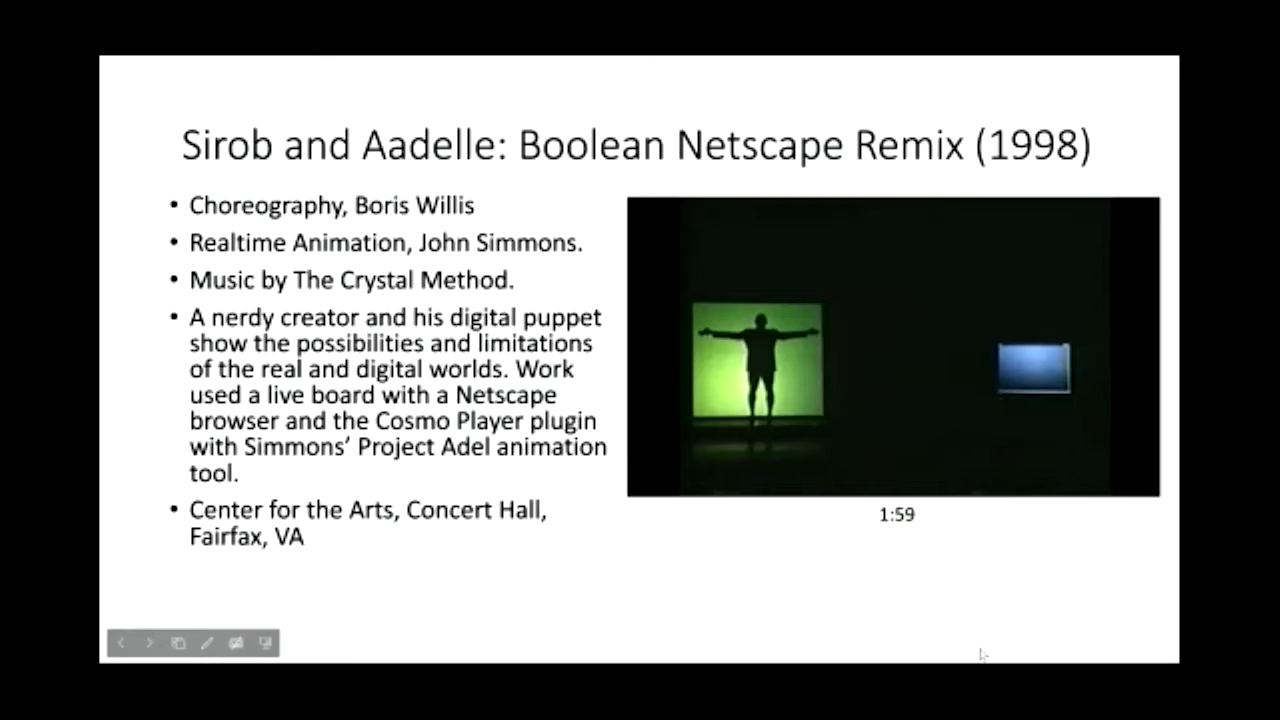 Sirob and Aadelle: Boolean Netscape Remix (1998)
• Choreography, Boris Willis
• Realtime Animation, John Simmons.
• Music by The Crystal Method.
• A nerdy creator and his digital puppet
show the possibilities and limitations
of the real and digital worlds. Work
used a live board with a Netscape
browser and the Cosmo Player plugin
with Simmons’ Project Adel animation
tool.
• Center for the Arts, Concert Hall,
Fairfax, VA
1:59